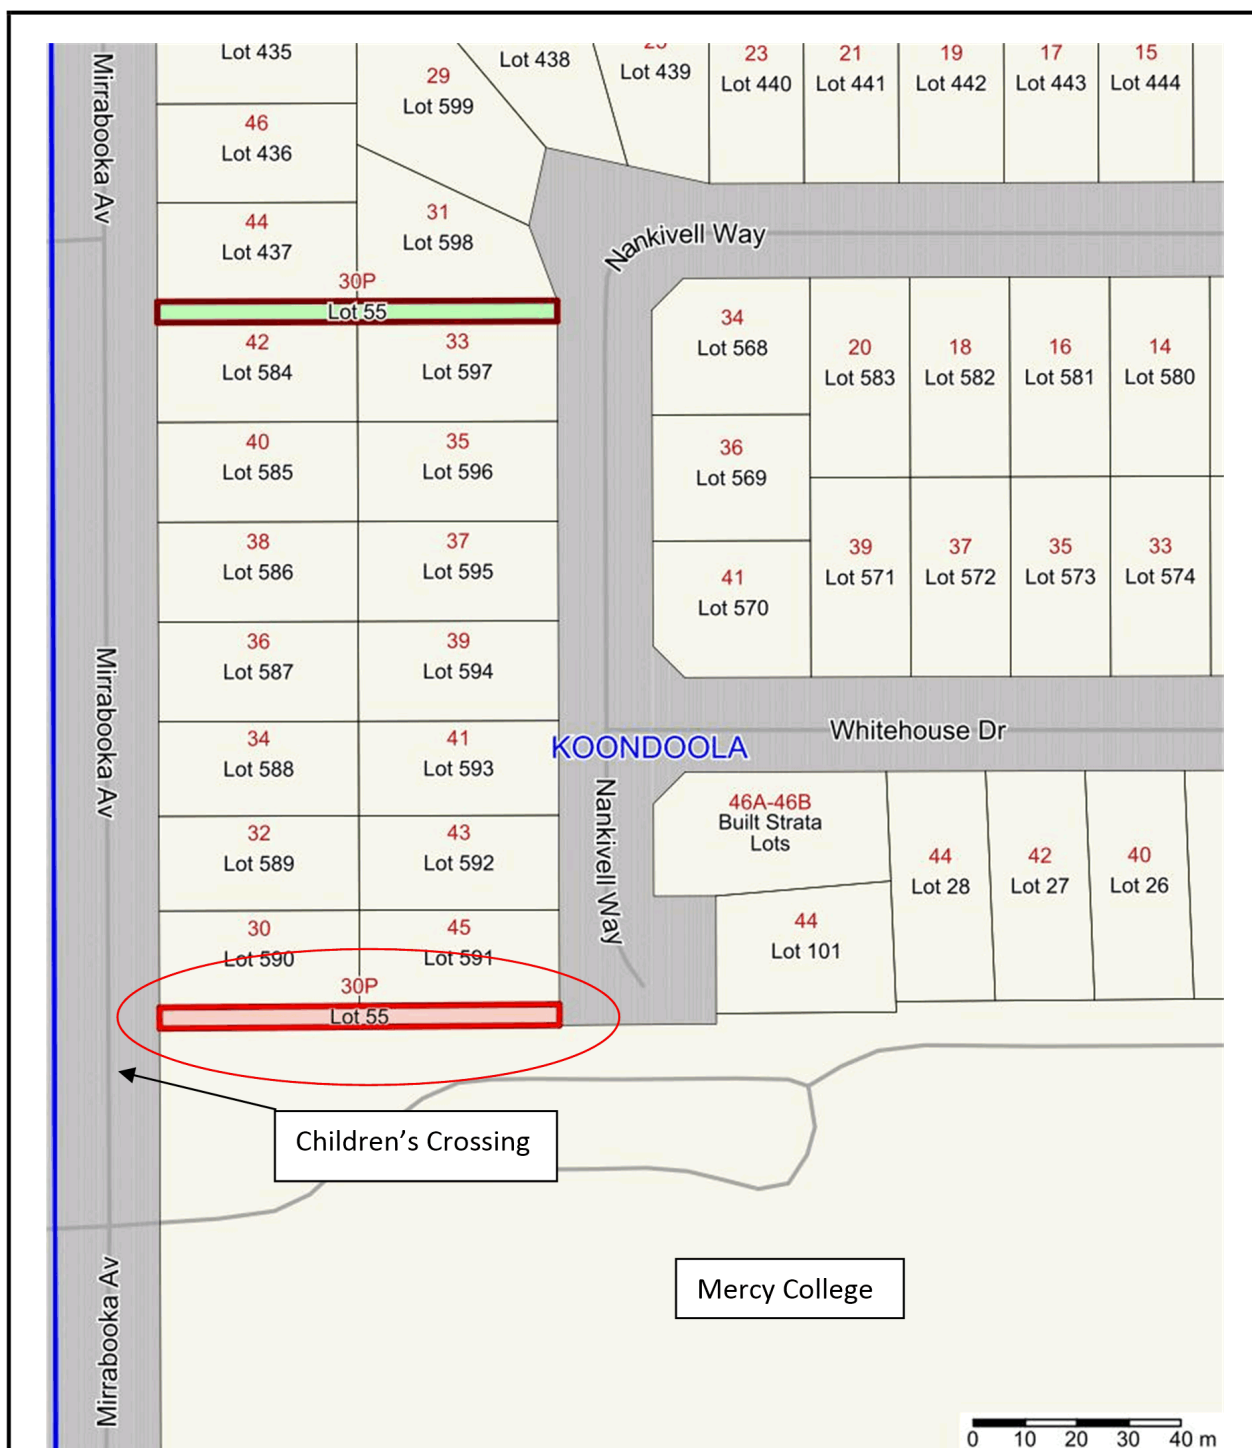 Mirrabooka Av
Lot 435
29
Lot 599
Lot 438
Lot 439
23
Lot 440
21
Lot 441
19
Lot 442
17
Lot 443
15
Lot 444
46
Lot 436
44
Lot 437
31
Lot 598
Nankivell Way
30P
Lot 55
42
Lot 584
33
Lot 597
34
Lot 568
20
Lot 583
18
Lot 582
16
Lot 581
14
Lot 580
40
Lot 585
35
Lot 596
36
Lot 569
38
Lot 586
37
Lot 595
41
Lot 570
39
Lot 571
37
Lot 572
35
Lot 573
33
Lot 574
36
Lot 587
39
Lot 594
Mirrabooka Av
34
Lot 588
41
Lot 593
KOONDOOLA
Whitehouse Dr
32
Lot 589
43
Lot 592
Nankivell Way
46A-46B
Built Strata
Lots
44
Lot 28
42
Lot 27
40
Lot 26
30
Lot 590
45
Lot 591
44
Lot 101
30P
Lot 55
Children's Crossing
Mercy College
Mirrabooka Av
0 10 20 30 40 m